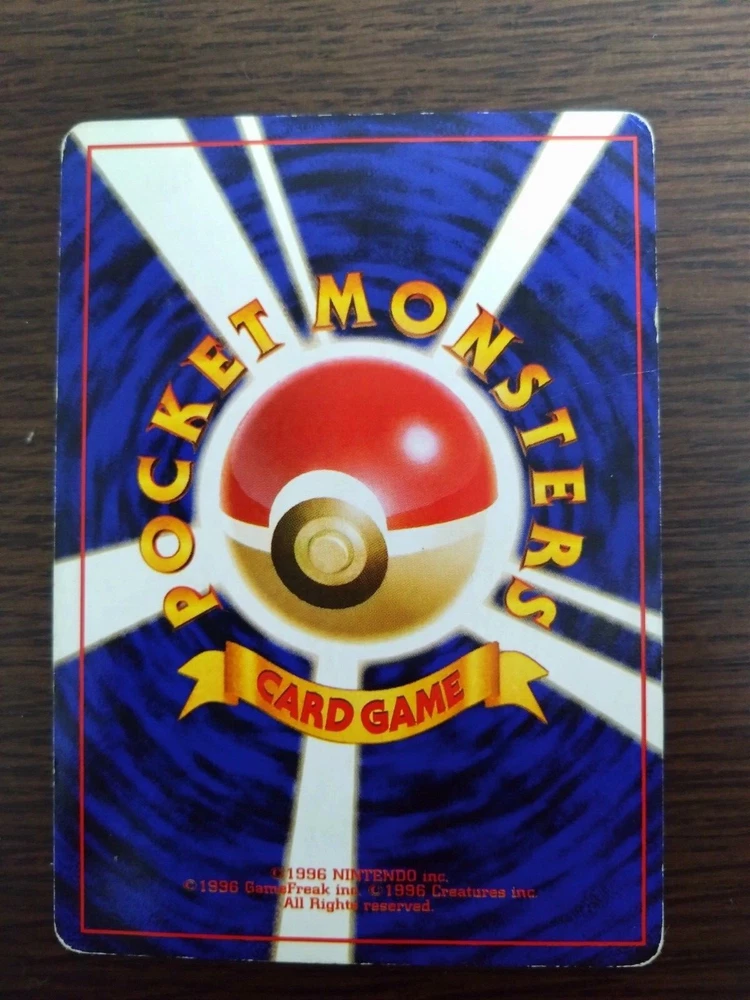 POCKET MONSTERS
CARD GAME
©1996 NINTENDO inc.
©1996 GameFreak inc. ©1996 Creatures inc.
All Rights reserved.